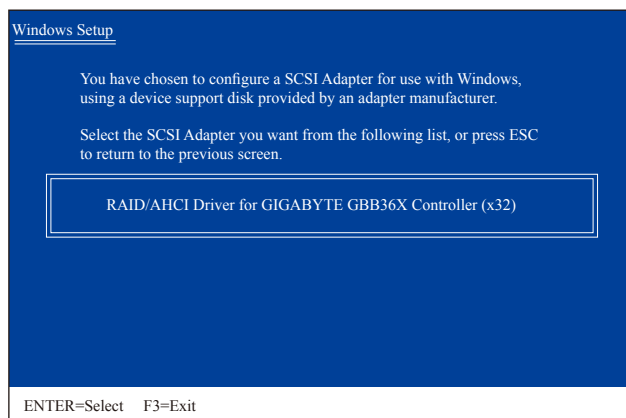 Windows Setup
You have chosen to configure a SCSI Adapter for use with Windows,
using a device support disk provided by an adapter manufacturer.
Select the SCSI Adapter you want from the following list, or press ESC
to return to the previous screen.
RAID/AHCI Driver for GIGABYTE GBB36X Controller (x32)
ENTER=Select F3=Exit